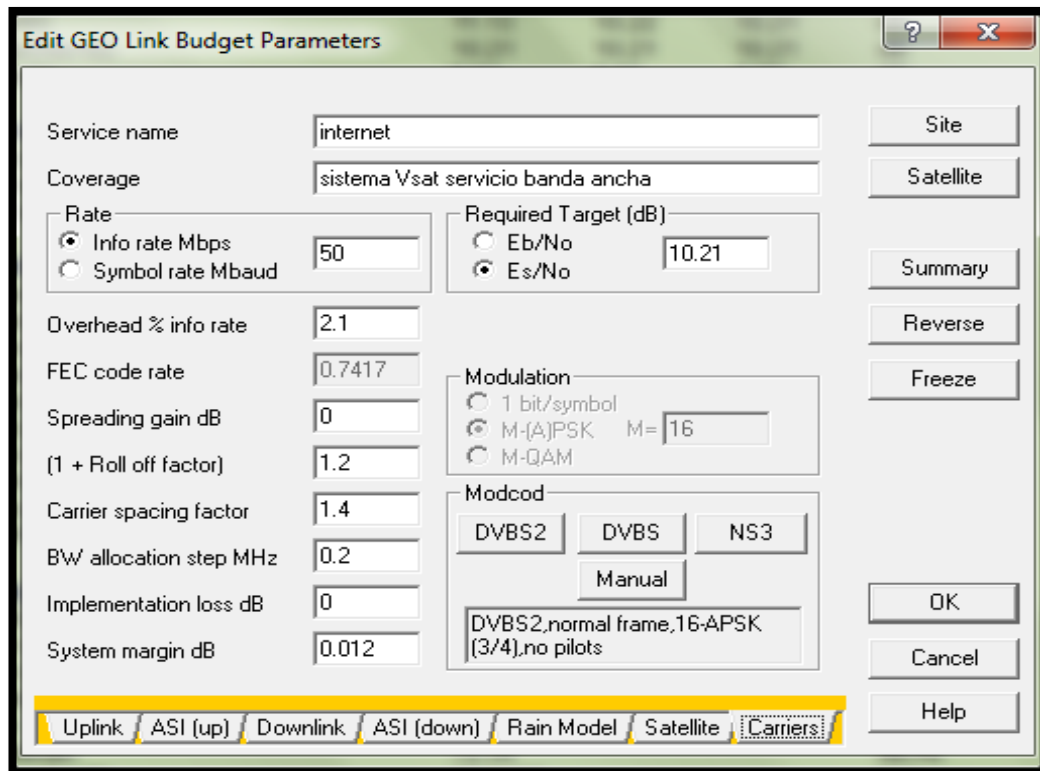 Edit GEO Link Budget Parameters
Service name internet
Coverage sistema Vsat servicio banda ancha
Rate
Info rate Mbps 50
Symbol rate Mbaud
Required Target (dB)
Eb/No 10.21
Es/No
Overhead % info rate 2.1
FEC code rate 0.7417
Spreading gain dB 0
(1 + Roll off factor) 1.2
Carrier spacing factor 1.4
BW allocation step MHz 0.2
Implementation loss dB 0
System margin dB 0.012
Modulation
1 bit/symbol
M-(A)PSK M= 16
M-QAM
Modcod
DVBS2 DVBS NS3
Manual
DVBS2,normal frame,16-APSK
(3/4),no pilots
Site
Satellite
Summary
Reverse
Freeze
OK
Cancel
Help
Uplink ASI (up) Downlink ASI (down) Rain Model Satellite Carriers